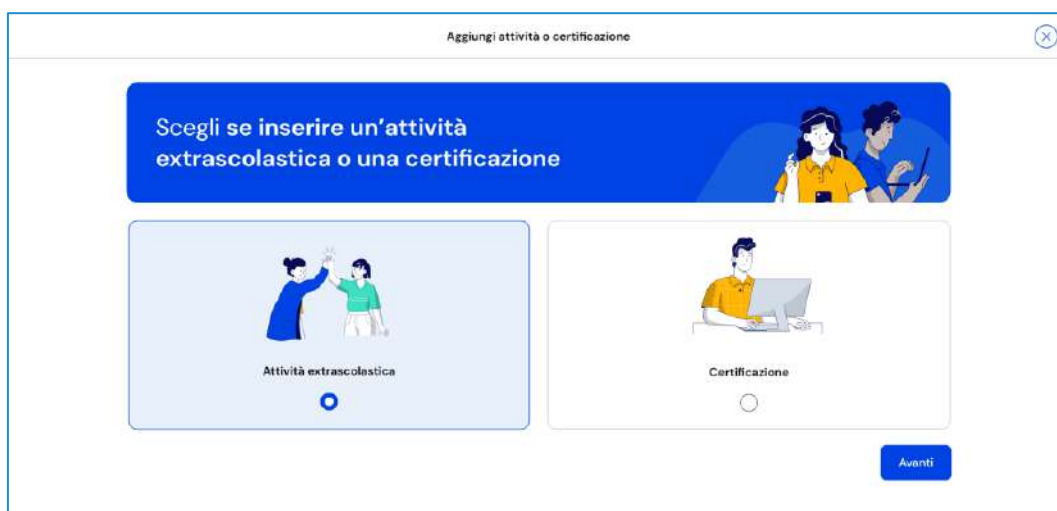 Aggiungi attività o certificazione
Scegli se inserire un'attività
extrascolastica o una certificazione
Attività extrascolastica
Certificazione
Avanti